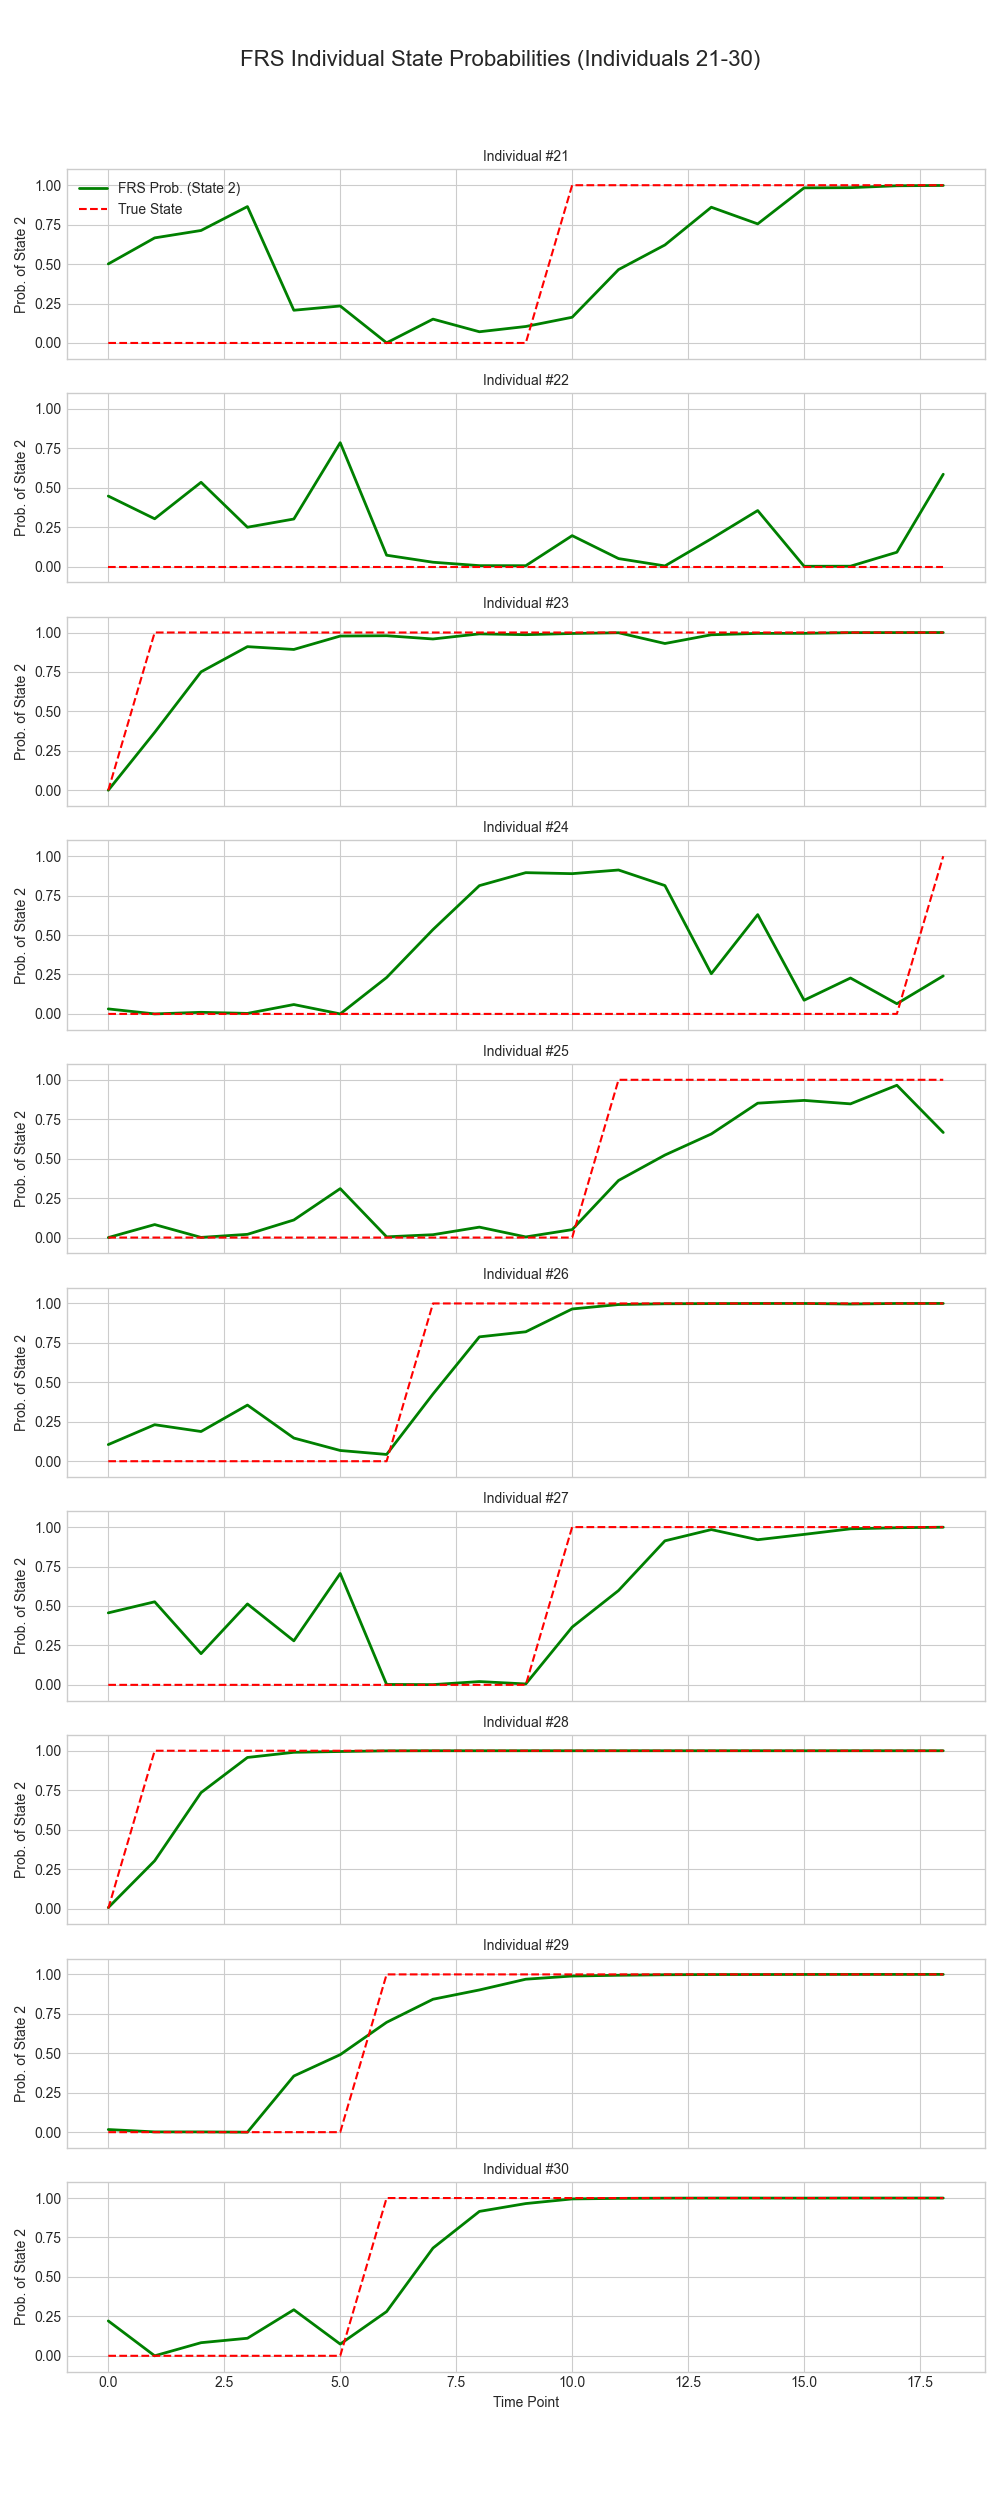 FRS Individual State Probabilities (Individuals 21-30)
Individual #21
FRS Prob. (State 2)
True State
1.00
0.75
0.50
0.25
0.00
Prob. of State 2
Individual #22
1.00
0.75
0.50
0.25
0.00
Prob. of State 2
Individual #23
1.00
0.75
0.50
0.25
0.00
Prob. of State 2
Individual #24
1.00
0.75
0.50
0.25
0.00
Prob. of State 2
Individual #25
1.00
0.75
0.50
0.25
0.00
Prob. of State 2
Individual #26
1.00
0.75
0.50
0.25
0.00
Prob. of State 2
Individual #27
1.00
0.75
0.50
0.25
0.00
Prob. of State 2
Individual #28
1.00
0.75
0.50
0.25
0.00
Prob. of State 2
Individual #29
1.00
0.75
0.50
0.25
0.00
Prob. of State 2
Individual #30
1.00
0.75
0.50
0.25
0.00
Prob. of State 2
0.0 2.5 5.0 7.5 10.0 12.5 15.0 17.5
Time Point